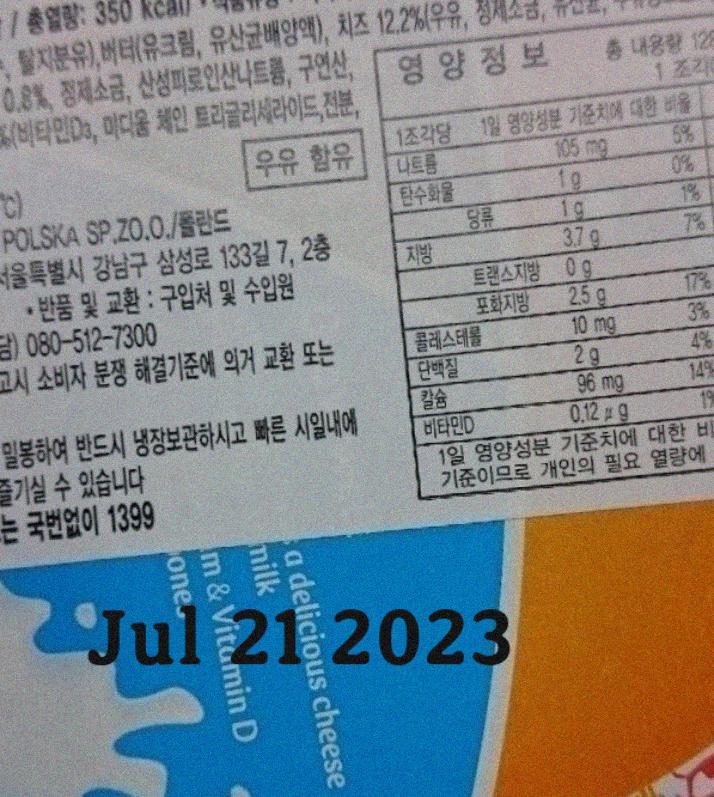 / 총열량: 350 kcal)
탈지분유),버터(유크림, 유산균배양액), 치즈 12.2%(우유, 정제소금, 유산균,
0.8%, 정제소금, 산성피로인산나트륨, 구연산,
%(비타민D₃, 미디움 체인 트리글리세라이드,전분,
우유 함유
℃)
POLSKA SP.ZO.O./폴란드
서울특별시 강남구 삼성로 133길 7, 2층
• 반품 및 교환 : 구입처 및 수입원
담) 080-512-7300
고시 소비자 분쟁 해결기준에 의거 교환 또는
밀봉하여 반드시 냉장보관하시고 빠른 시일내에
즐기실 수 있습니다
는 국번없이 1399
영양정보
총 내용량 128
1 조각
1조각당 1일 영양성분 기준치에 대한 비율
나트륨 105 mg 5%
탄수화물 1 g 0%
당류 1 g 1%
지방 3.7 g 7%
트랜스지방 0 g
포화지방 2.5 g 17%
콜레스테롤 10 mg 3%
단백질 2 g 4%
칼슘 96 mg 14%
비타민D 0.12 μg 1%
1일 영양성분 기준치에 대한 비
기준이므로 개인의 필요 열량에
: a delicious cheese
milk
m & Vitamin D
bones
Jul 21 2023